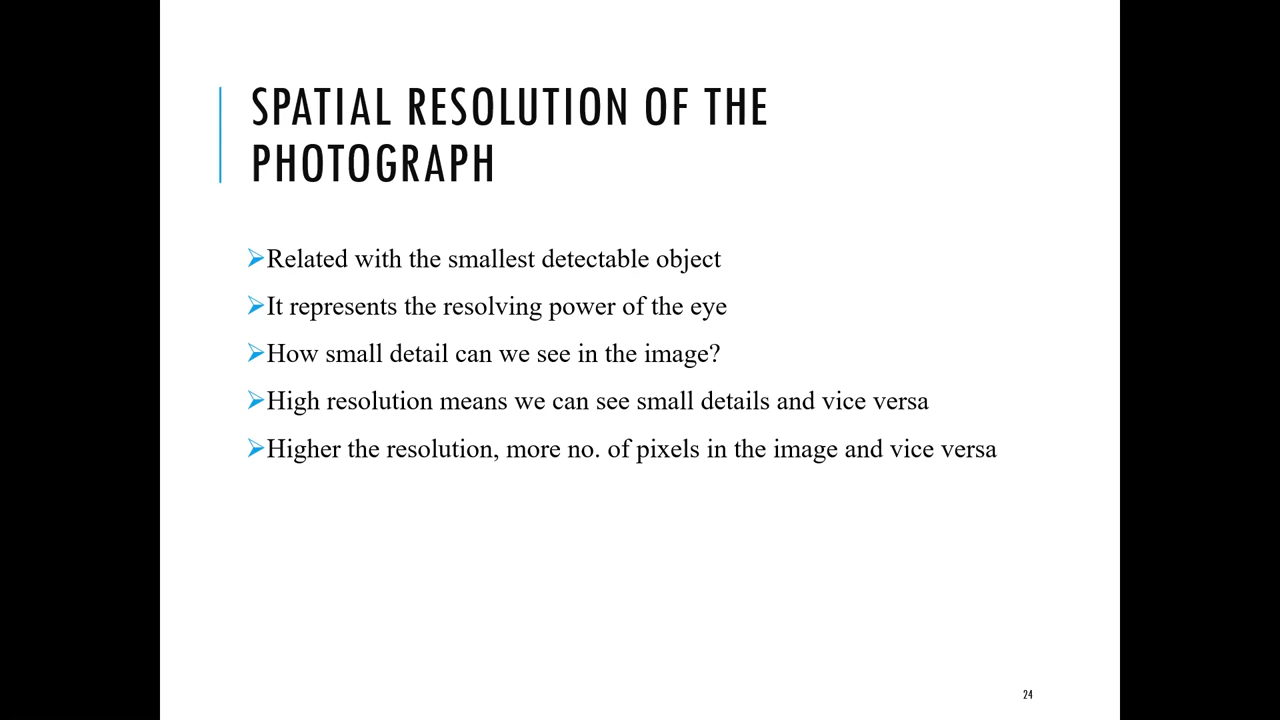 SPATIAL RESOLUTION OF THE
PHOTOGRAPH
➢Related with the smallest detectable object
➢It represents the resolving power of the eye
➢How small detail can we see in the image?
➢High resolution means we can see small details and vice versa
➢Higher the resolution, more no. of pixels in the image and vice versa
24